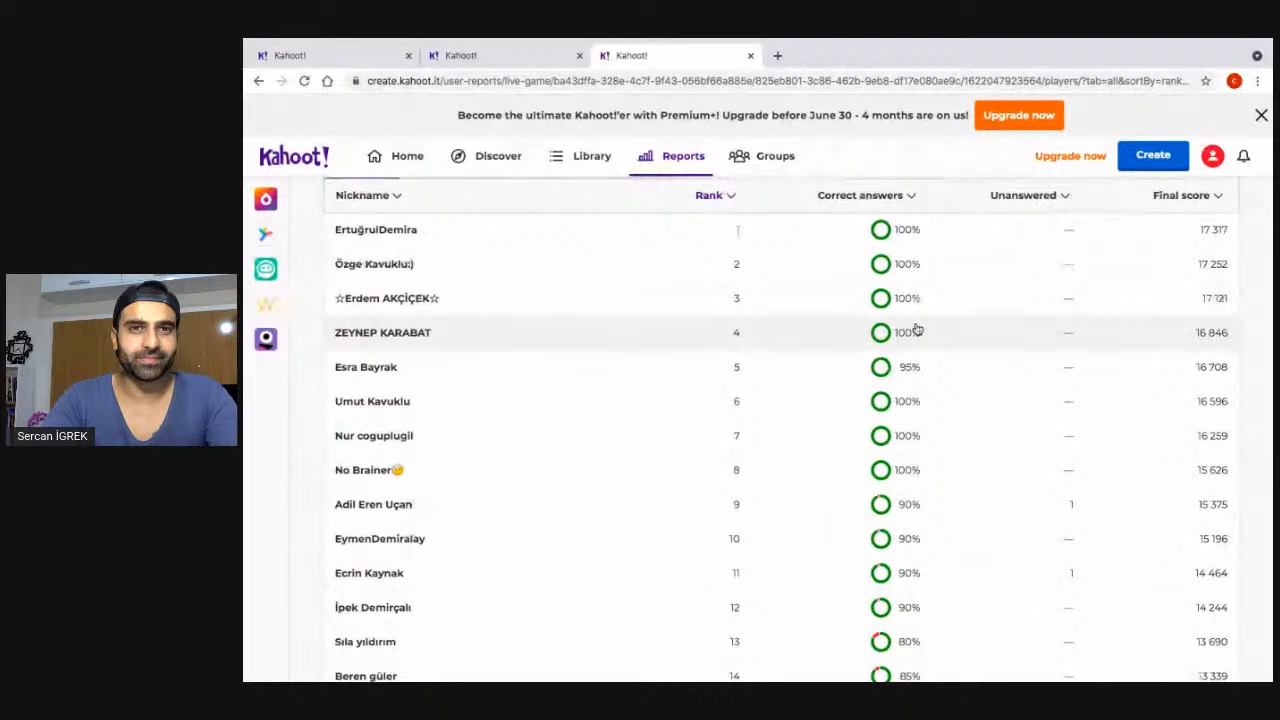 Kahoot!
Kahoot!
Kahoot!
create.kahoot.it/user-reports/live-game/ba43dffa-328e-4c7f-9f43-056bf66a885e/825eb801-3c86-462b-9eb8-df17e080ae9c/1622047923564/players/?tab=all&sortBy=rank...
C
Become the ultimate Kahoot!'er with Premium+! Upgrade before June 30 - 4 months are on us! Upgrade now
Kahoot! Home Discover Library Reports Groups Upgrade now Create
Nickname Rank Correct answers Unanswered Final score
ErtuğrulDemira 1 100% — 17 317
Özge Kavuklu:) 2 100% — 17 252
☆Erdem AKÇİÇEK☆ 3 100% — 17 121
ZEYNEP KARABAT 4 100% — 16 846
Esra Bayrak 5 95% — 16 708
Umut Kavuklu 6 100% — 16 596
Nur coguplugil 7 100% — 16 259
No Brainer🤕 8 100% — 15 626
Adil Eren Uçan 9 90% 1 15 375
EymenDemiralay 10 90% — 15 196
Ecrin Kaynak 11 90% 1 14 464
İpek Demirçalı 12 90% — 14 244
Sıla yıldırım 13 80% — 13 690
Beren güler 14 85% — 13 339
Sercan İGREK